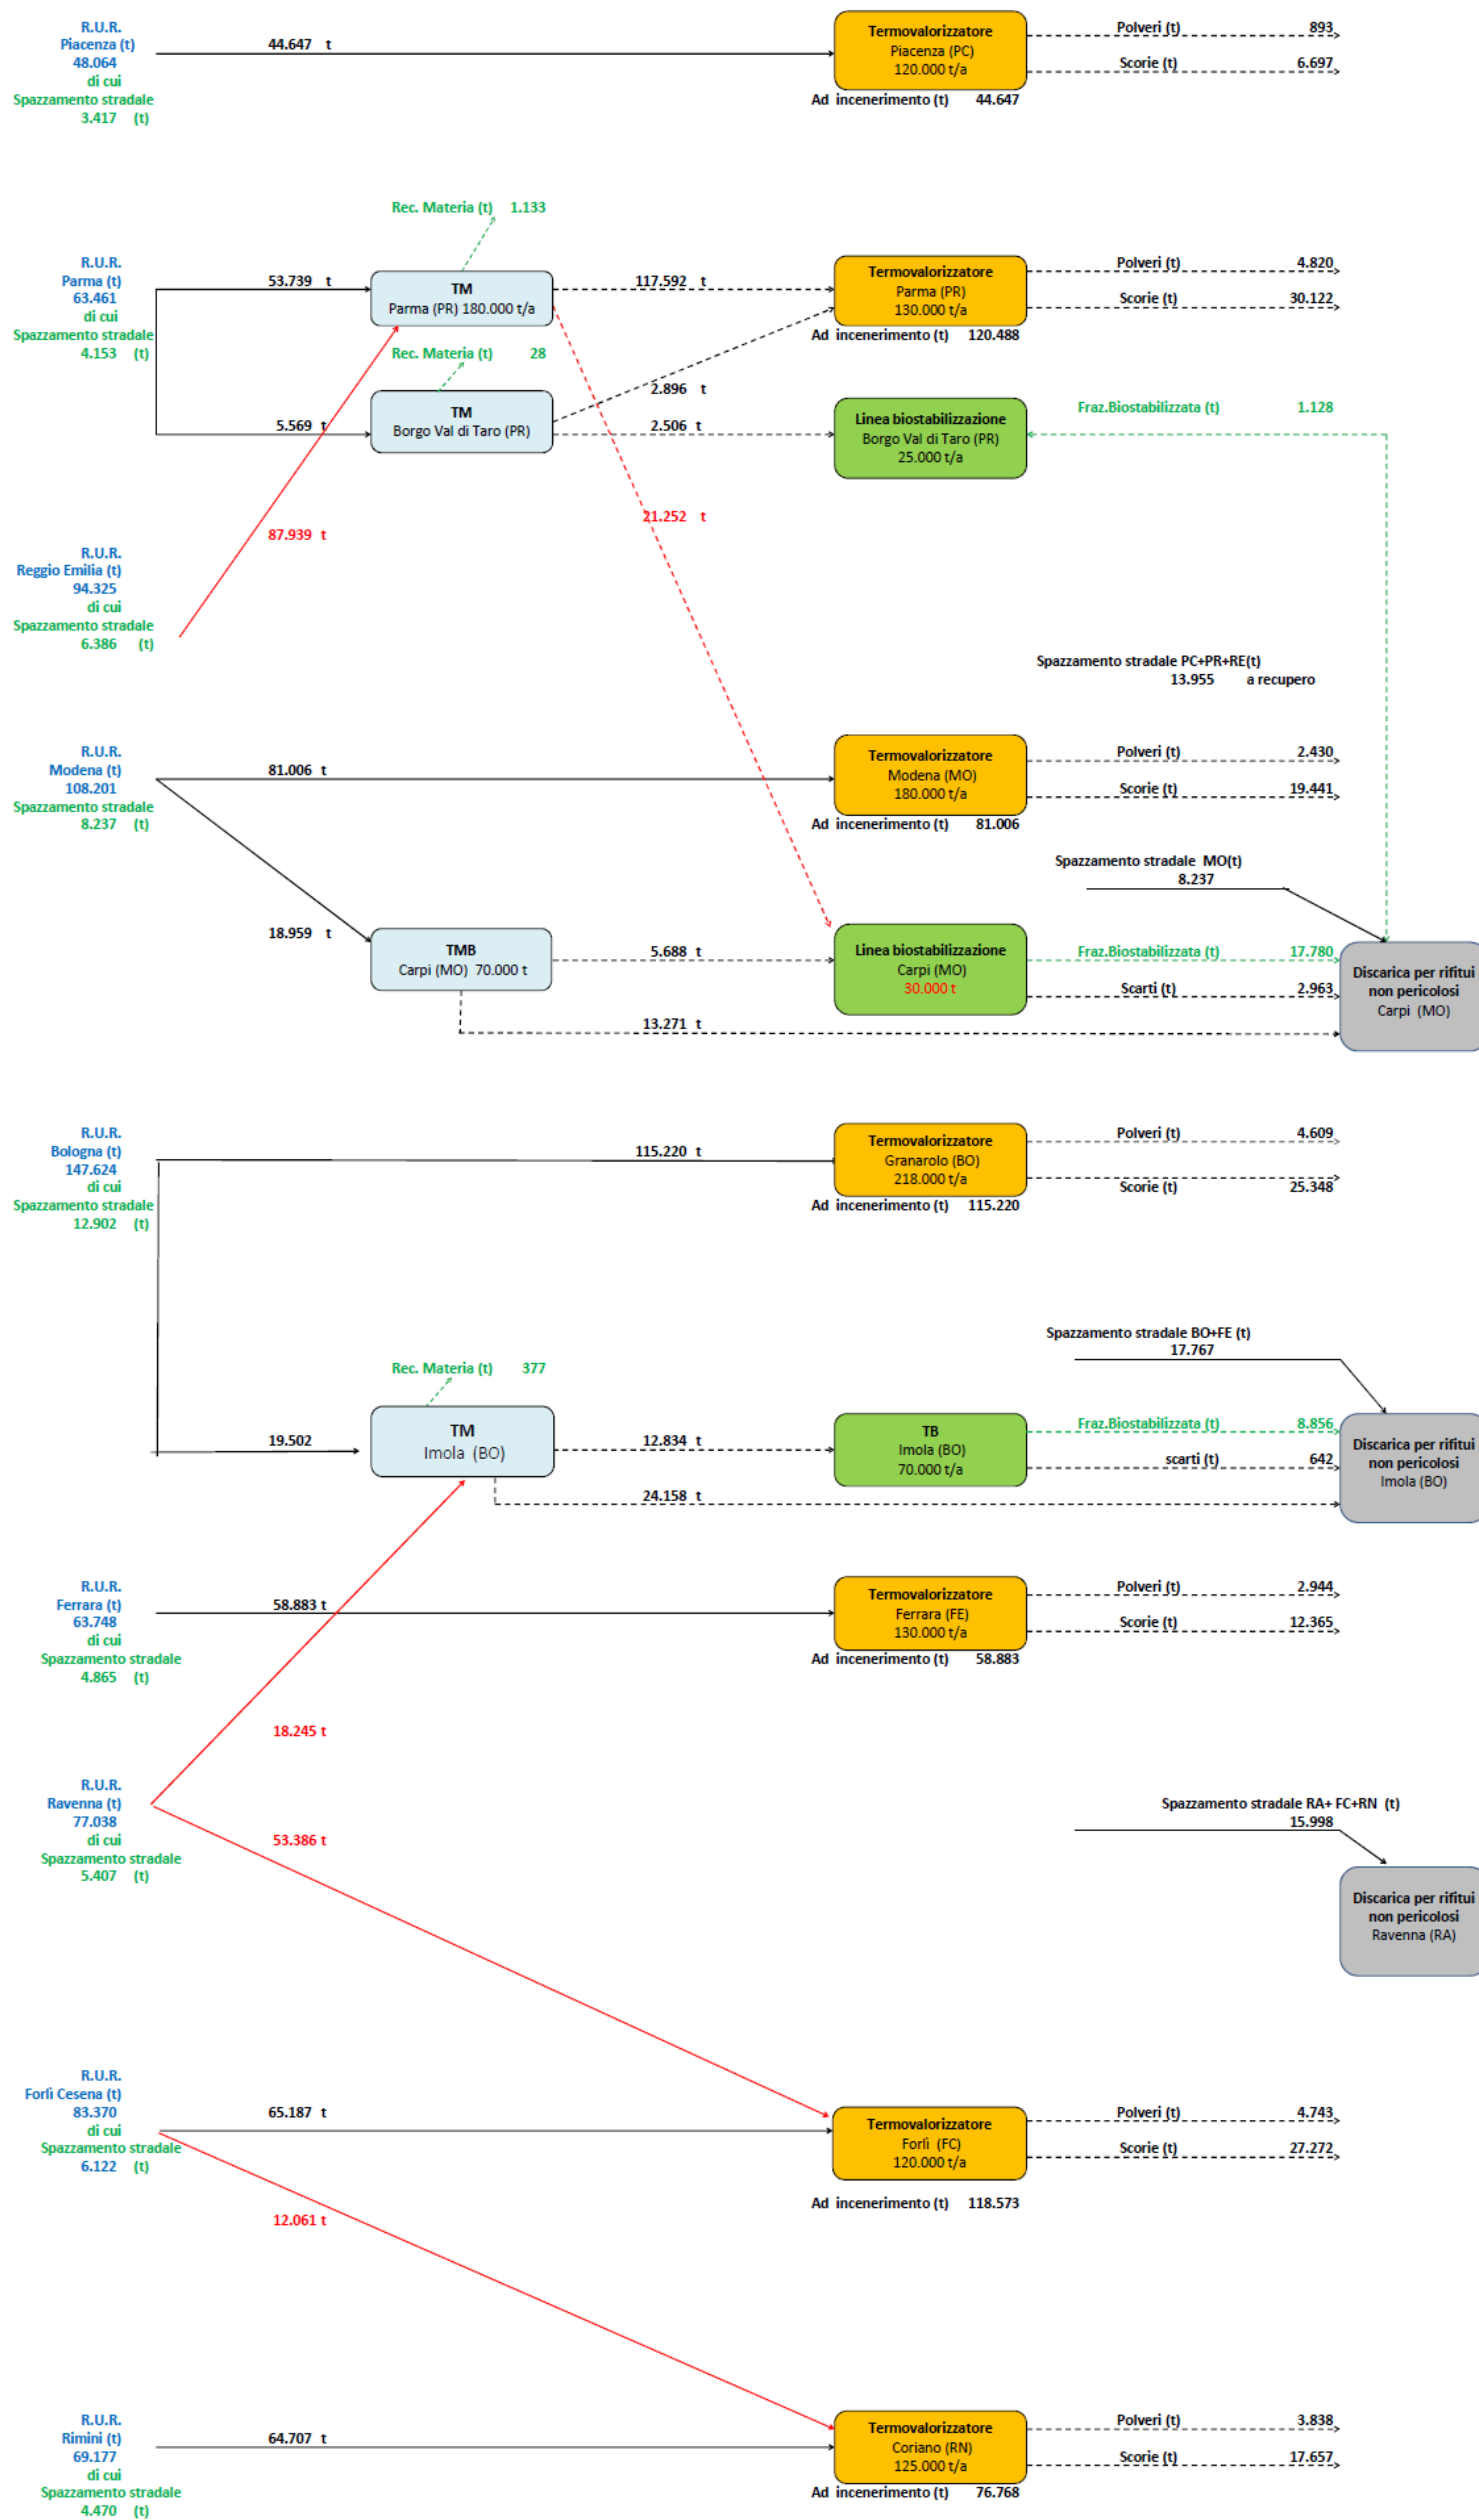 R.U.R.
Piacenza (t)
48.064
di cui
Spazzamento stradale
3.417 (t)
44.647 t
Termovalorizzatore
Piacenza (PC)
120.000 t/a
Ad incenerimento (t) 44.647
Polveri (t) 893
Scorie (t) 6.697
Rec. Materia (t) 1.133
R.U.R.
Parma (t)
63.461
di cui
Spazzamento stradale
4.153 (t)
53.739 t
TM
Parma (PR) 180.000 t/a
117.592 t
Termovalorizzatore
Parma (PR)
130.000 t/a
Ad incenerimento (t) 120.488
Polveri (t) 4.820
Scorie (t) 30.122
Rec. Materia (t) 28
5.569 t
TM
Borgo Val di Taro (PR)
2.896 t
2.506 t
Linea biostabilizzazione
Borgo Val di Taro (PR)
25.000 t/a
Fraz.Biostabilizzata (t) 1.128
87.939 t
21.252 t
R.U.R.
Reggio Emilia (t)
94.325
di cui
Spazzamento stradale
6.386 (t)
Spazzamento stradale PC+PR+RE(t)
13.955 a recupero
R.U.R.
Modena (t)
108.201
Spazzamento stradale
8.237 (t)
81.006 t
Termovalorizzatore
Modena (MO)
180.000 t/a
Ad incenerimento (t) 81.006
Polveri (t) 2.430
Scorie (t) 19.441
Spazzamento stradale MO(t)
8.237
18.959 t
TMB
Carpi (MO) 70.000 t
5.688 t
13.271 t
Linea biostabilizzazione
Carpi (MO)
30.000 t
Fraz.Biostabilizzata (t) 17.780
Scarti (t) 2.963
Discarica per rifitui
non pericolosi
Carpi (MO)
R.U.R.
Bologna (t)
147.624
di cui
Spazzamento stradale
12.902 (t)
115.220 t
Termovalorizzatore
Granarolo (BO)
218.000 t/a
Ad incenerimento (t) 115.220
Polveri (t) 4.609
Scorie (t) 25.348
Spazzamento stradale BO+FE (t)
17.767
Rec. Materia (t) 377
19.502
TM
Imola (BO)
12.834 t
24.158 t
TB
Imola (BO)
70.000 t/a
Fraz.Biostabilizzata (t) 8.856
scarti (t) 642
Discarica per rifitui
non pericolosi
Imola (BO)
R.U.R.
Ferrara (t)
63.748
di cui
Spazzamento stradale
4.865 (t)
58.883 t
Termovalorizzatore
Ferrara (FE)
130.000 t/a
Ad incenerimento (t) 58.883
Polveri (t) 2.944
Scorie (t) 12.365
18.245 t
R.U.R.
Ravenna (t)
77.038
di cui
Spazzamento stradale
5.407 (t)
53.386 t
Spazzamento stradale RA+ FC+RN (t)
15.998
Discarica per rifitui
non pericolosi
Ravenna (RA)
R.U.R.
Forlì Cesena (t)
83.370
di cui
Spazzamento stradale
6.122 (t)
65.187 t
Termovalorizzatore
Forlì (FC)
120.000 t/a
Ad incenerimento (t) 118.573
Polveri (t) 4.743
Scorie (t) 27.272
12.061 t
R.U.R.
Rimini (t)
69.177
di cui
Spazzamento stradale
4.470 (t)
64.707 t
Termovalorizzatore
Coriano (RN)
125.000 t/a
Ad incenerimento (t) 76.768
Polveri (t) 3.838
Scorie (t) 17.657